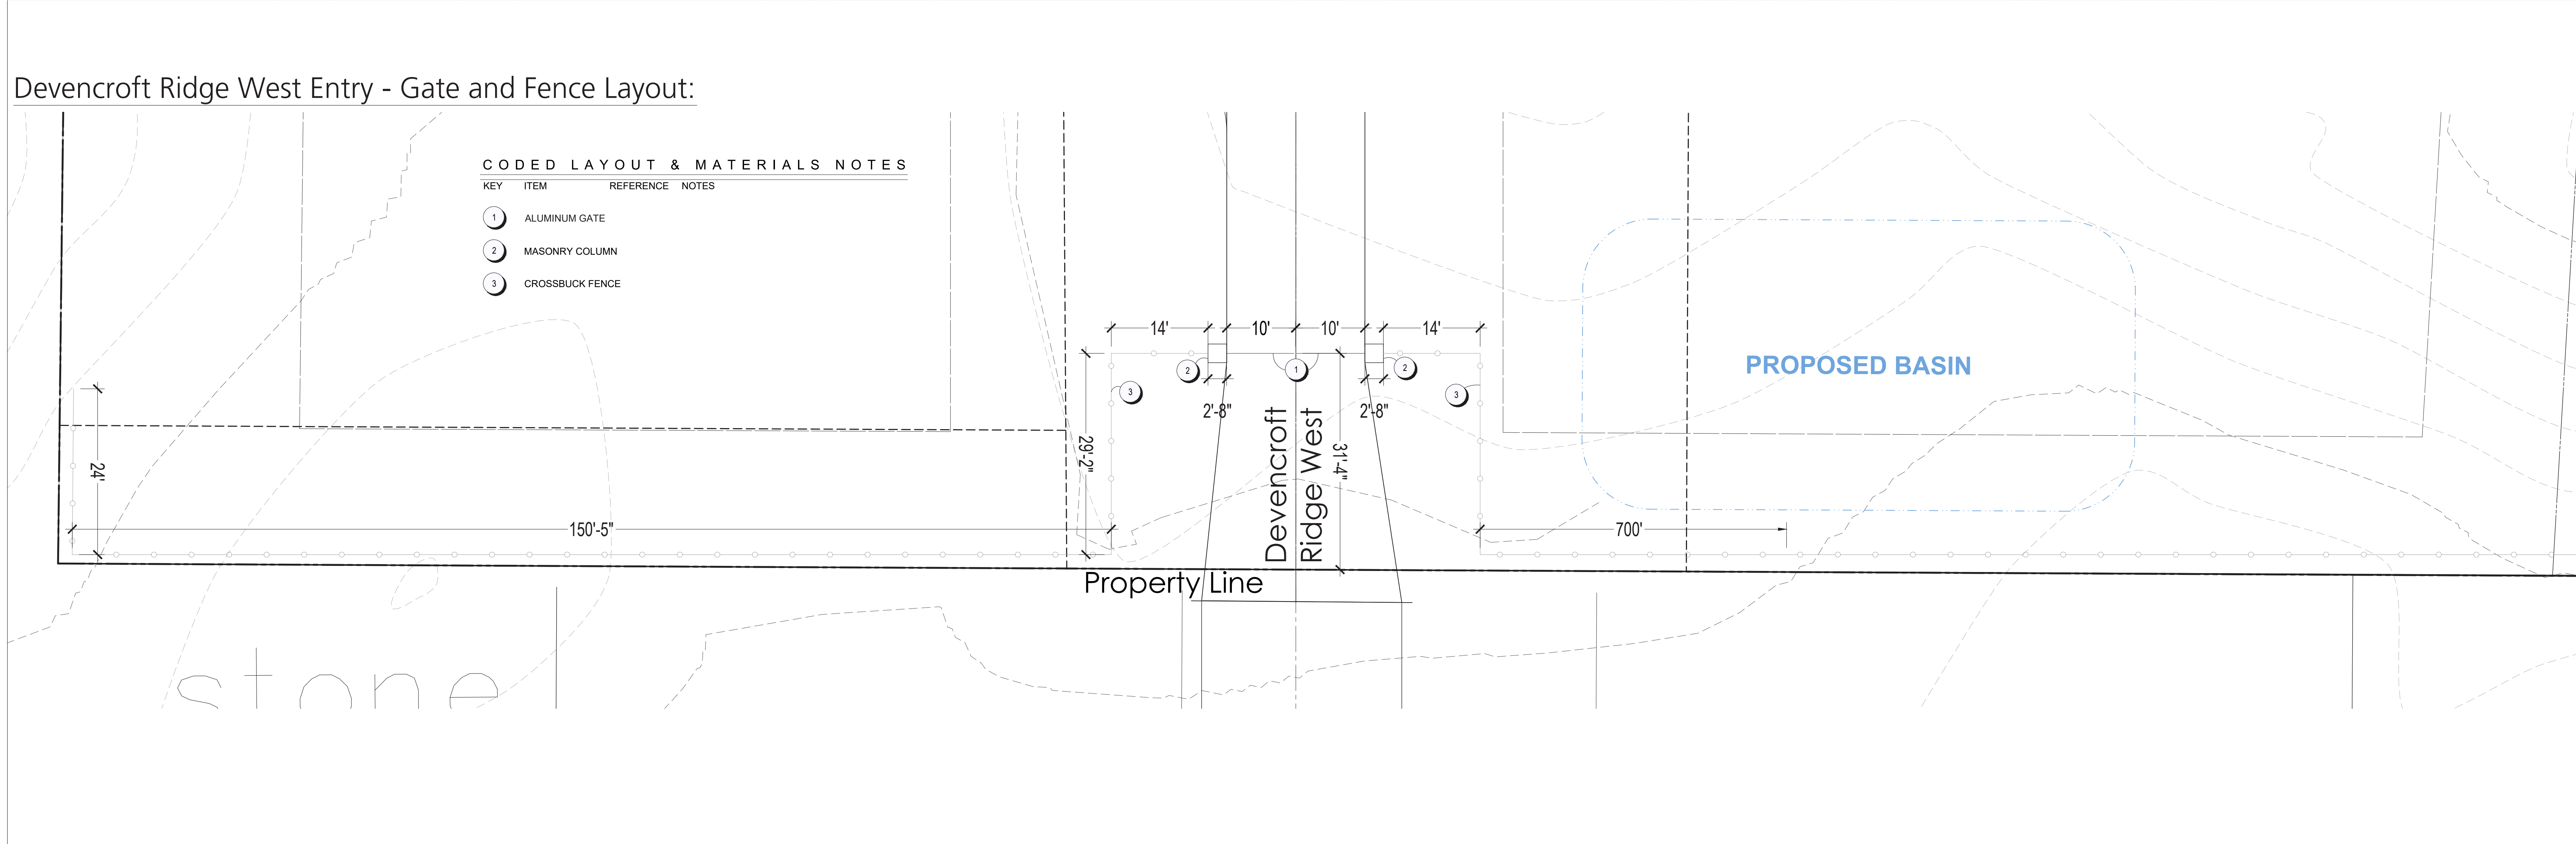 Devencroft Ridge West Entry - Gate and Fence Layout:
CODED LAYOUT & MATERIALS NOTES
KEY ITEM REFERENCE NOTES
1 ALUMINUM GATE
2 MASONRY COLUMN
3 CROSSBUCK FENCE
14' 10' 10' 14'
PROPOSED BASIN
2 1 2
3 3
2'-8" 2'-8"
29'-2"
31'-4"
24'
Devencroft
Ridge West
150'-5"
700'
Property Line
stone